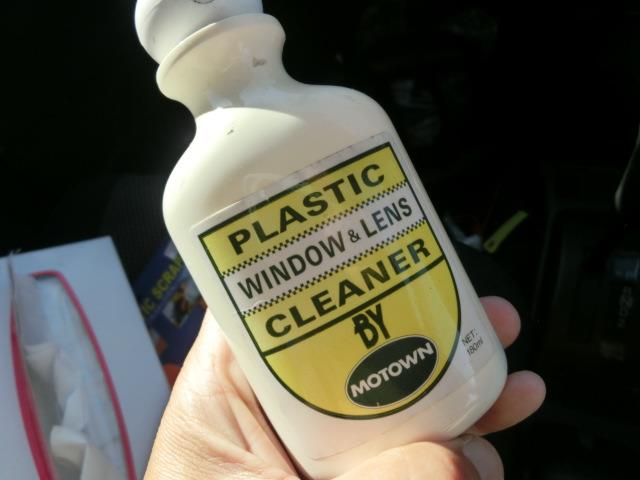 PLASTIC
WINDOW & LENS
CLEANER
BY
MOTOWN
NET.
180ml